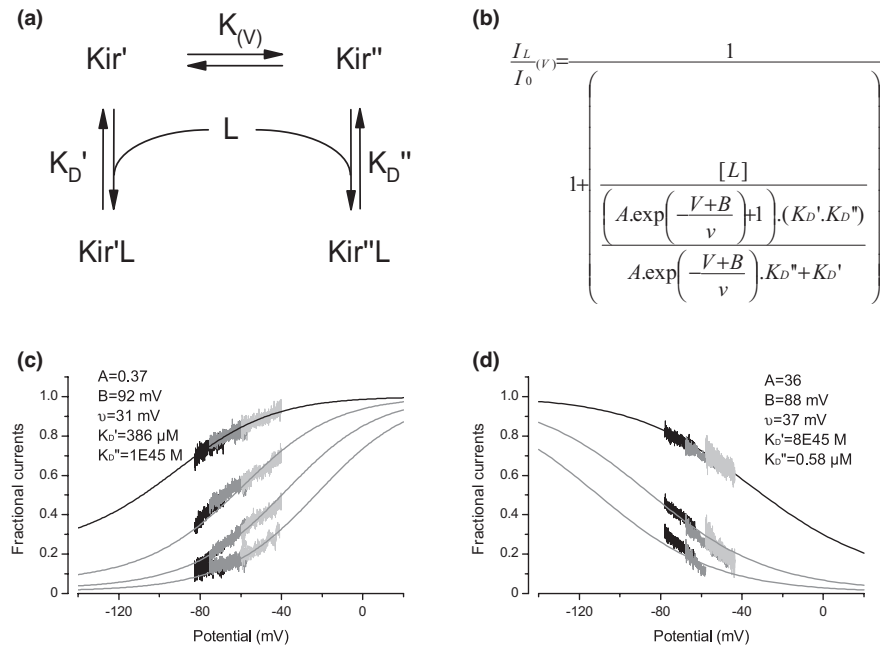 (a)
K(V)
Kir' Kir''
L
KD' KD''
Kir'L Kir''L
(b)
IL/I0 (V)= 1
1+
[L]
(A.exp(-V+B/v)+1).(KD'.KD'')
A.exp(-V+B/v).KD''+KD'
(c)
A=0.37
B=92 mV
υ=31 mV
KD'=386 µM
KD''=1E45 M
Fractional currents
1.0
0.8
0.6
0.4
0.2
0.0
-120 -80 -40 0
Potential (mV)
(d)
A=36
B=88 mV
υ=37 mV
KD'=8E45 M
KD''=0.58 µM
Fractional currents
1.0
0.8
0.6
0.4
0.2
0.0
-120 -80 -40 0
Potential (mV)